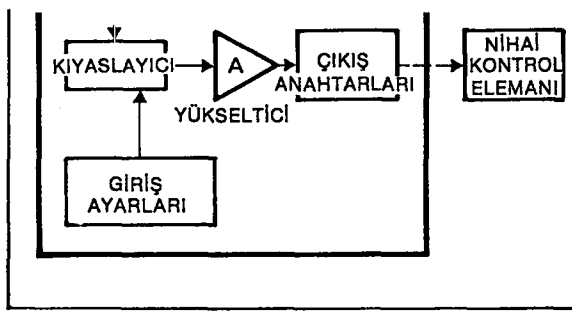 KIYASLAYICI
A
YÜKSELTİCİ
ÇIKIŞ
ANAHTARLARI
NİHAİ
KONTROL
ELEMANI
GİRİŞ
AYARLARI